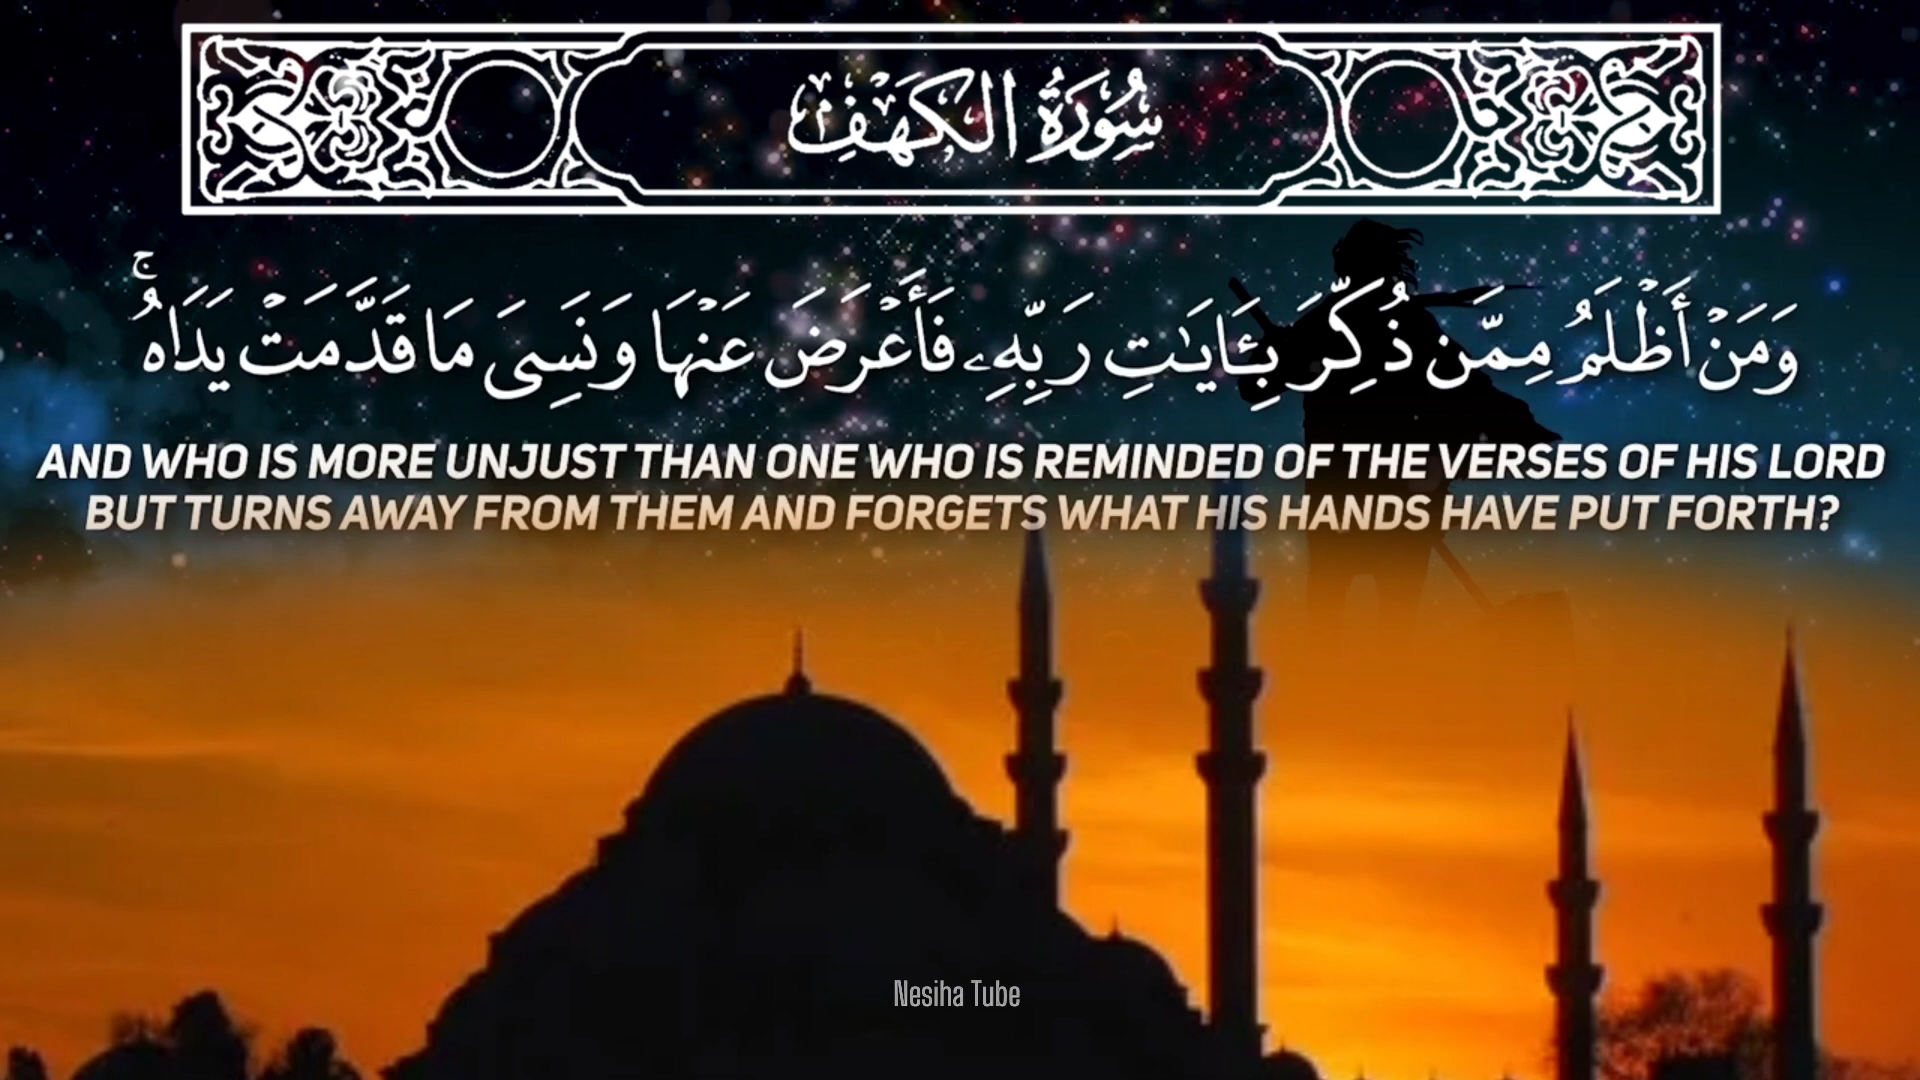 سُورَةُ الكَهْفِ
وَمَنْ أَظْلَمُ مِمَّن ذُكِّرَ بِـَٔايَـٰتِ رَبِّهِۦ فَأَعْرَضَ عَنْهَا وَنَسِىَ مَا قَدَّمَتْ يَدَاهُ ۚ
AND WHO IS MORE UNJUST THAN ONE WHO IS REMINDED OF THE VERSES OF HIS LORD
BUT TURNS AWAY FROM THEM AND FORGETS WHAT HIS HANDS HAVE PUT FORTH?
Nesiha Tube